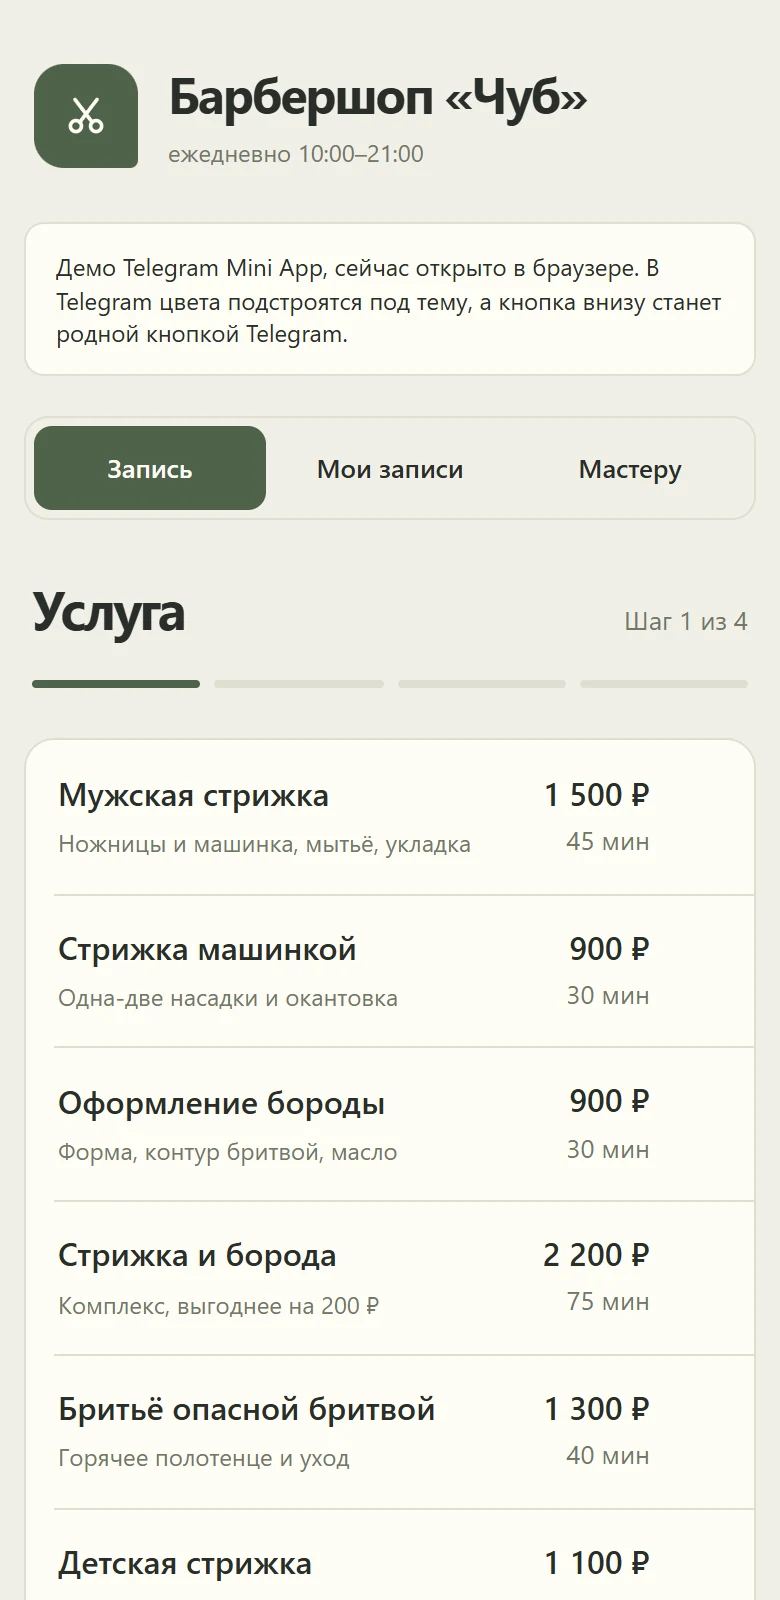 Барбершоп «Чуб»
ежедневно 10:00–21:00
Демо Telegram Mini App, сейчас открыто в браузере. В
Telegram цвета подстроятся под тему, а кнопка внизу станет
родной кнопкой Telegram.
Запись
Мои записи
Мастеру
Услуга
Шаг 1 из 4
Мужская стрижка
1 500 ₽
Ножницы и машинка, мытьё, укладка
45 мин
Стрижка машинкой
900 ₽
Одна-две насадки и окантовка
30 мин
Оформление бороды
900 ₽
Форма, контур бритвой, масло
30 мин
Стрижка и борода
2 200 ₽
Комплекс, выгоднее на 200 ₽
75 мин
Бритьё опасной бритвой
1 300 ₽
Горячее полотенце и уход
40 мин
Детская стрижка
1 100 ₽